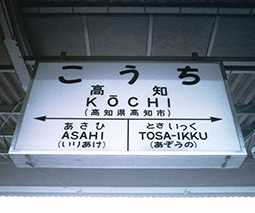 こうち
高知
KŌCHI
(高知県高知市)
あさひ とさいっく
ASAHI TOSA-IKKU
(いりあけ) (あぞうの)